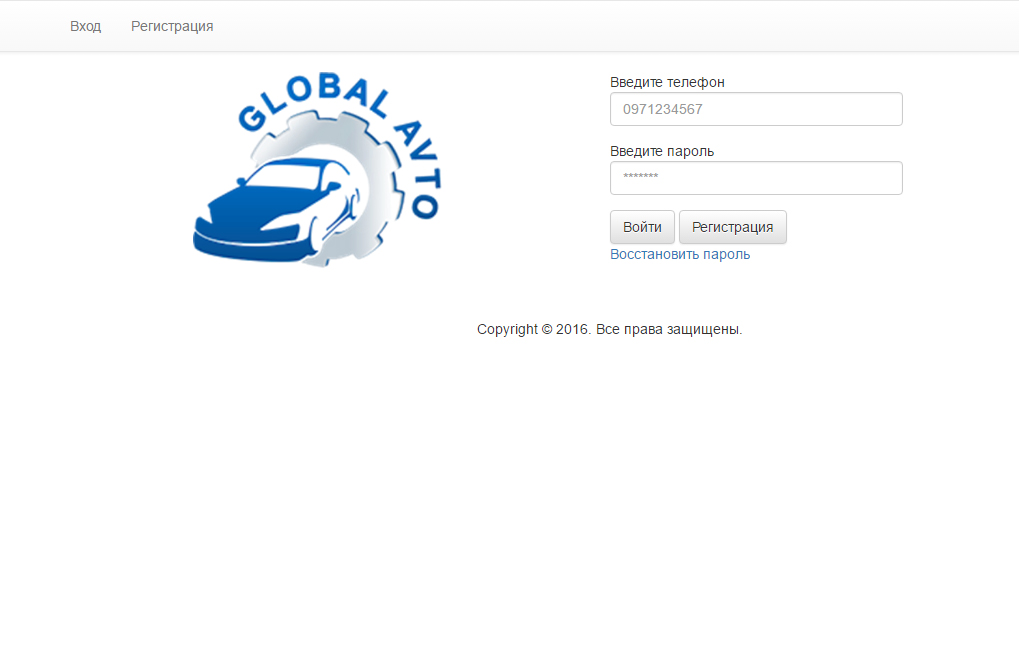 Вход Регистрация
GLOBAL AVTO
Введите телефон
0971234567
Введите пароль
*******
Войти Регистрация
Восстановить пароль
Copyright © 2016. Все права защищены.